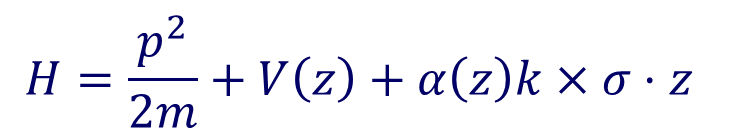 H = p²/2m + V(z) + α(z)k × σ · z